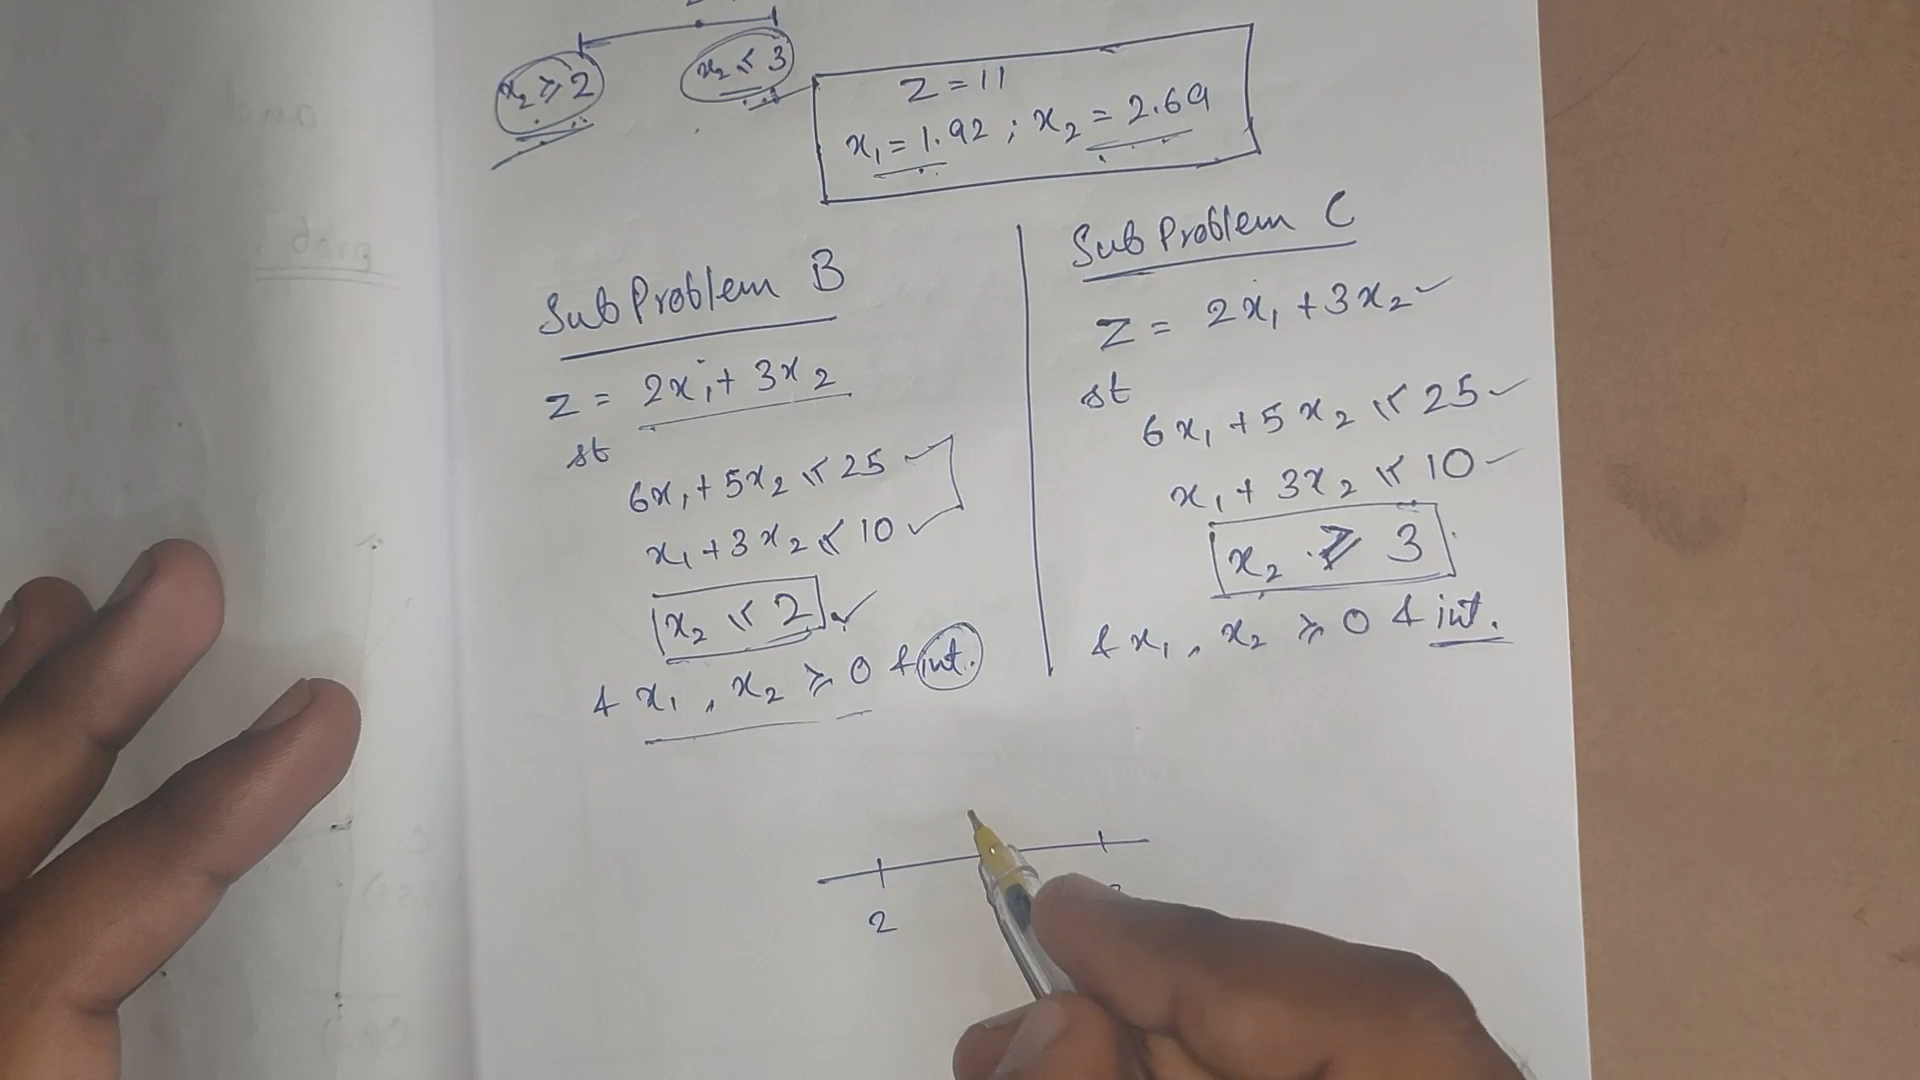 x₂ ⩾ 2
x₂ ⩽ 3
Z = 11
x₁ = 1.92 ; x₂ = 2.69
Sub Problem B
Z = 2x₁ + 3x₂
st
6x₁ + 5x₂ ⩽ 25
x₁ + 3x₂ ⩽ 10
x₂ ⩽ 2
& x₁, x₂ ⩾ 0 & int.
Sub Problem C
Z = 2x₁ + 3x₂
st
6x₁ + 5x₂ ⩽ 25
x₁ + 3x₂ ⩽ 10
x₂ ⩾ 3
& x₁, x₂ ⩾ 0 & int.
2